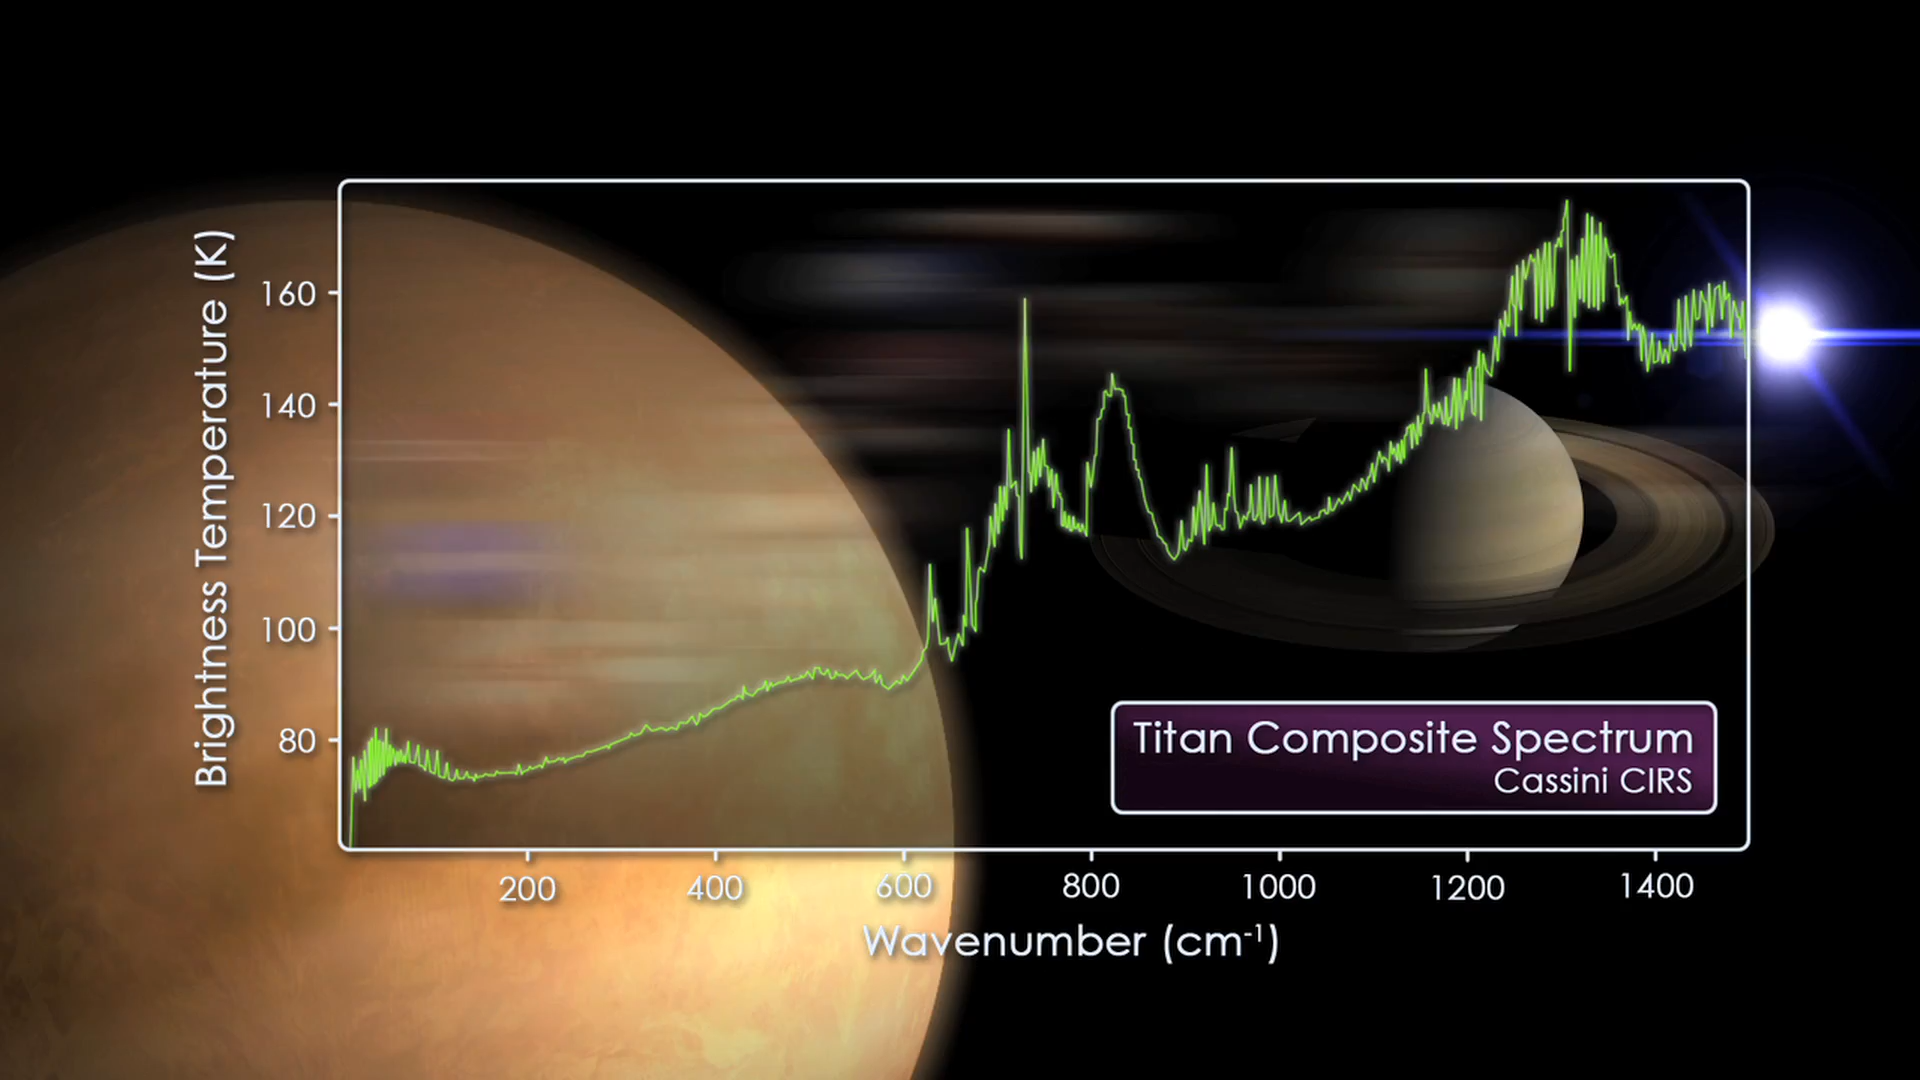 Brightness Temperature (K)
160
140
120
100
80
Titan Composite Spectrum
Cassini CIRS
200 400 600 800 1000 1200 1400
Wavenumber (cm⁻¹)